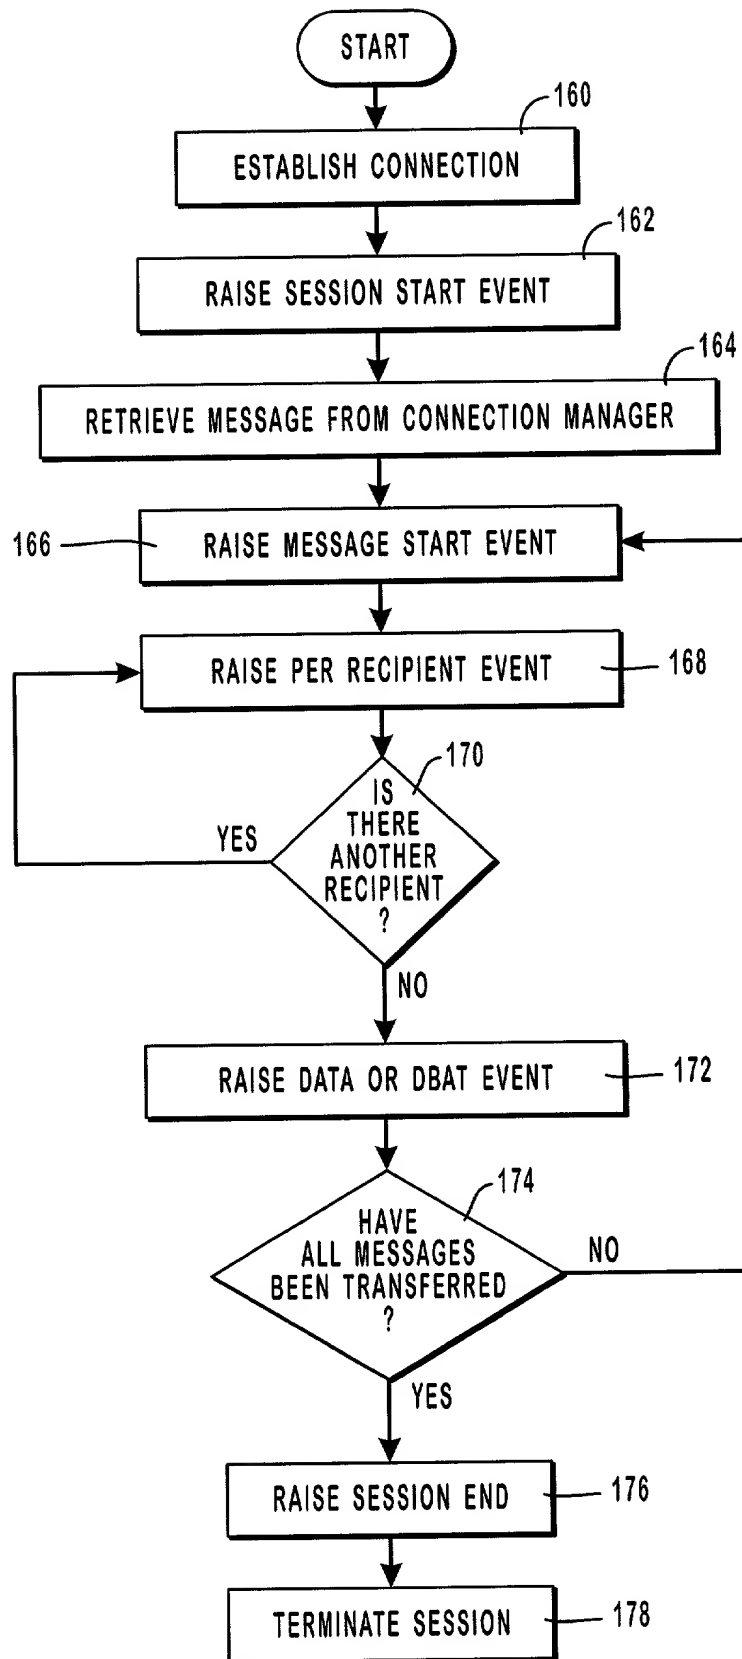 START
160
ESTABLISH CONNECTION
162
RAISE SESSION START EVENT
164
RETRIEVE MESSAGE FROM CONNECTION MANAGER
166
RAISE MESSAGE START EVENT
RAISE PER RECIPIENT EVENT
168
170
IS
THERE
ANOTHER
RECIPIENT
?
YES
NO
RAISE DATA OR DBAT EVENT
172
174
HAVE
ALL MESSAGES
BEEN TRANSFERRED
?
NO
YES
RAISE SESSION END
176
TERMINATE SESSION
178